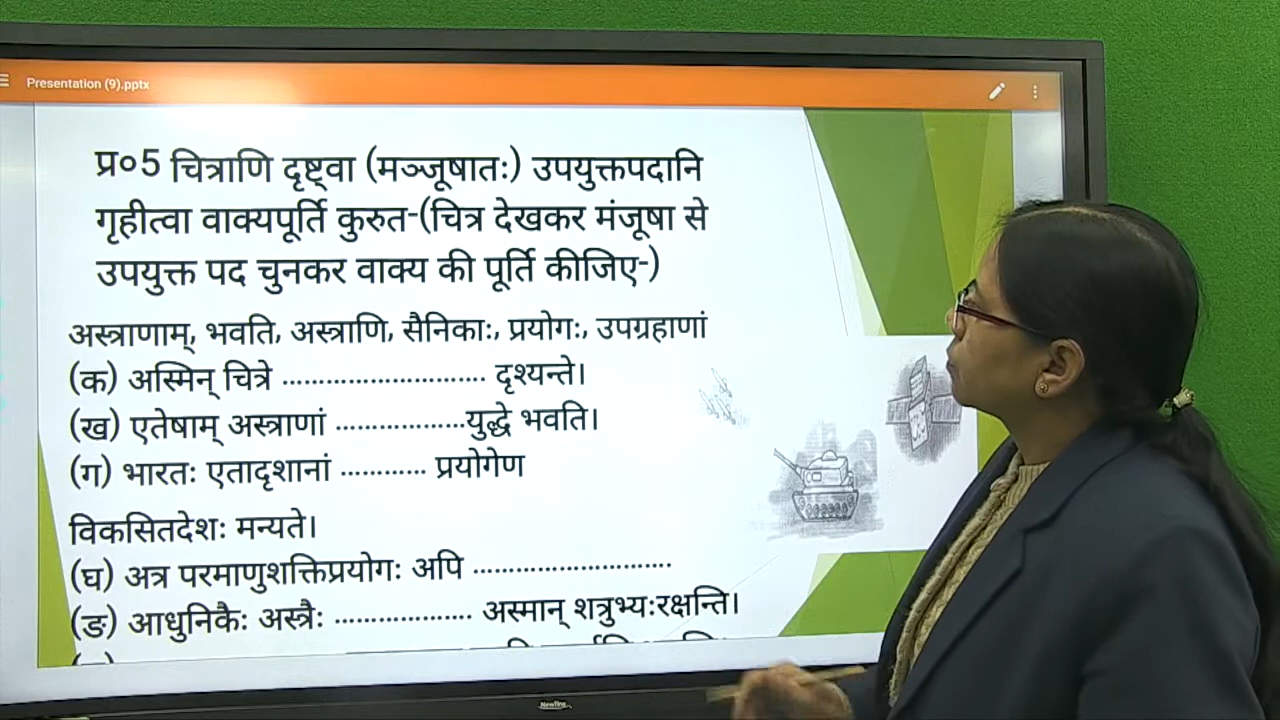 Presentation (9).pptx
प्र०5 चित्राणि दृष्ट्वा (मञ्जूषातः) उपयुक्तपदानि
गृहीत्वा वाक्यपूर्ति कुरुत-(चित्र देखकर मंजूषा से
उपयुक्त पद चुनकर वाक्य की पूर्ति कीजिए-)
अस्त्राणाम्, भवति, अस्त्राणि, सैनिकाः, प्रयोगः, उपग्रहाणां
(क) अस्मिन् चित्रे ........................... दृश्यन्ते।
(ख) एतेषाम् अस्त्राणां .................युद्धे भवति।
(ग) भारतः एतादृशानां ............ प्रयोगेण
विकसितदेशः मन्यते।
(घ) अत्र परमाणुशक्तिप्रयोगः अपि ...........................
(ङ) आधुनिकैः अस्त्रैः ................... अस्मान् शत्रुभ्यःरक्षन्ति।
Newline